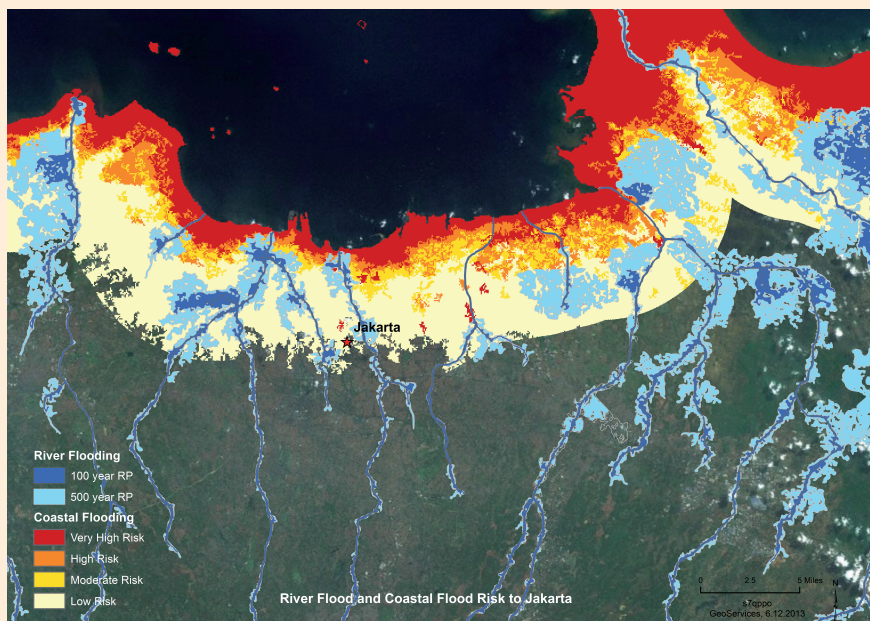 Jakarta
River Flooding
100 year RP
500 year RP
Coastal Flooding
Very High Risk
High Risk
Moderate Risk
Low Risk
River Flood and Coastal Flood Risk to Jakarta
0 2.5 5 Miles
N
s7qppo
GeoServices, 6.12.2013